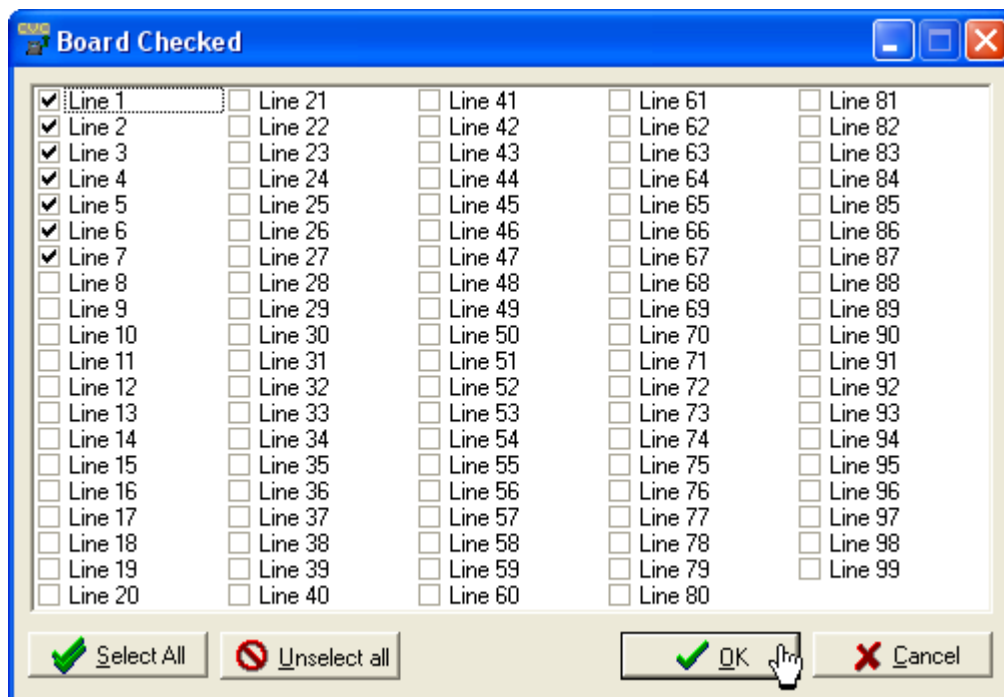 Board Checked
Line 1
Line 2
Line 3
Line 4
Line 5
Line 6
Line 7
Line 8
Line 9
Line 10
Line 11
Line 12
Line 13
Line 14
Line 15
Line 16
Line 17
Line 18
Line 19
Line 20
Line 21
Line 22
Line 23
Line 24
Line 25
Line 26
Line 27
Line 28
Line 29
Line 30
Line 31
Line 32
Line 33
Line 34
Line 35
Line 36
Line 37
Line 38
Line 39
Line 40
Line 41
Line 42
Line 43
Line 44
Line 45
Line 46
Line 47
Line 48
Line 49
Line 50
Line 51
Line 52
Line 53
Line 54
Line 55
Line 56
Line 57
Line 58
Line 59
Line 60
Line 61
Line 62
Line 63
Line 64
Line 65
Line 66
Line 67
Line 68
Line 69
Line 70
Line 71
Line 72
Line 73
Line 74
Line 75
Line 76
Line 77
Line 78
Line 79
Line 80
Line 81
Line 82
Line 83
Line 84
Line 85
Line 86
Line 87
Line 88
Line 89
Line 90
Line 91
Line 92
Line 93
Line 94
Line 95
Line 96
Line 97
Line 98
Line 99
Select All
Unselect all
OK
Cancel